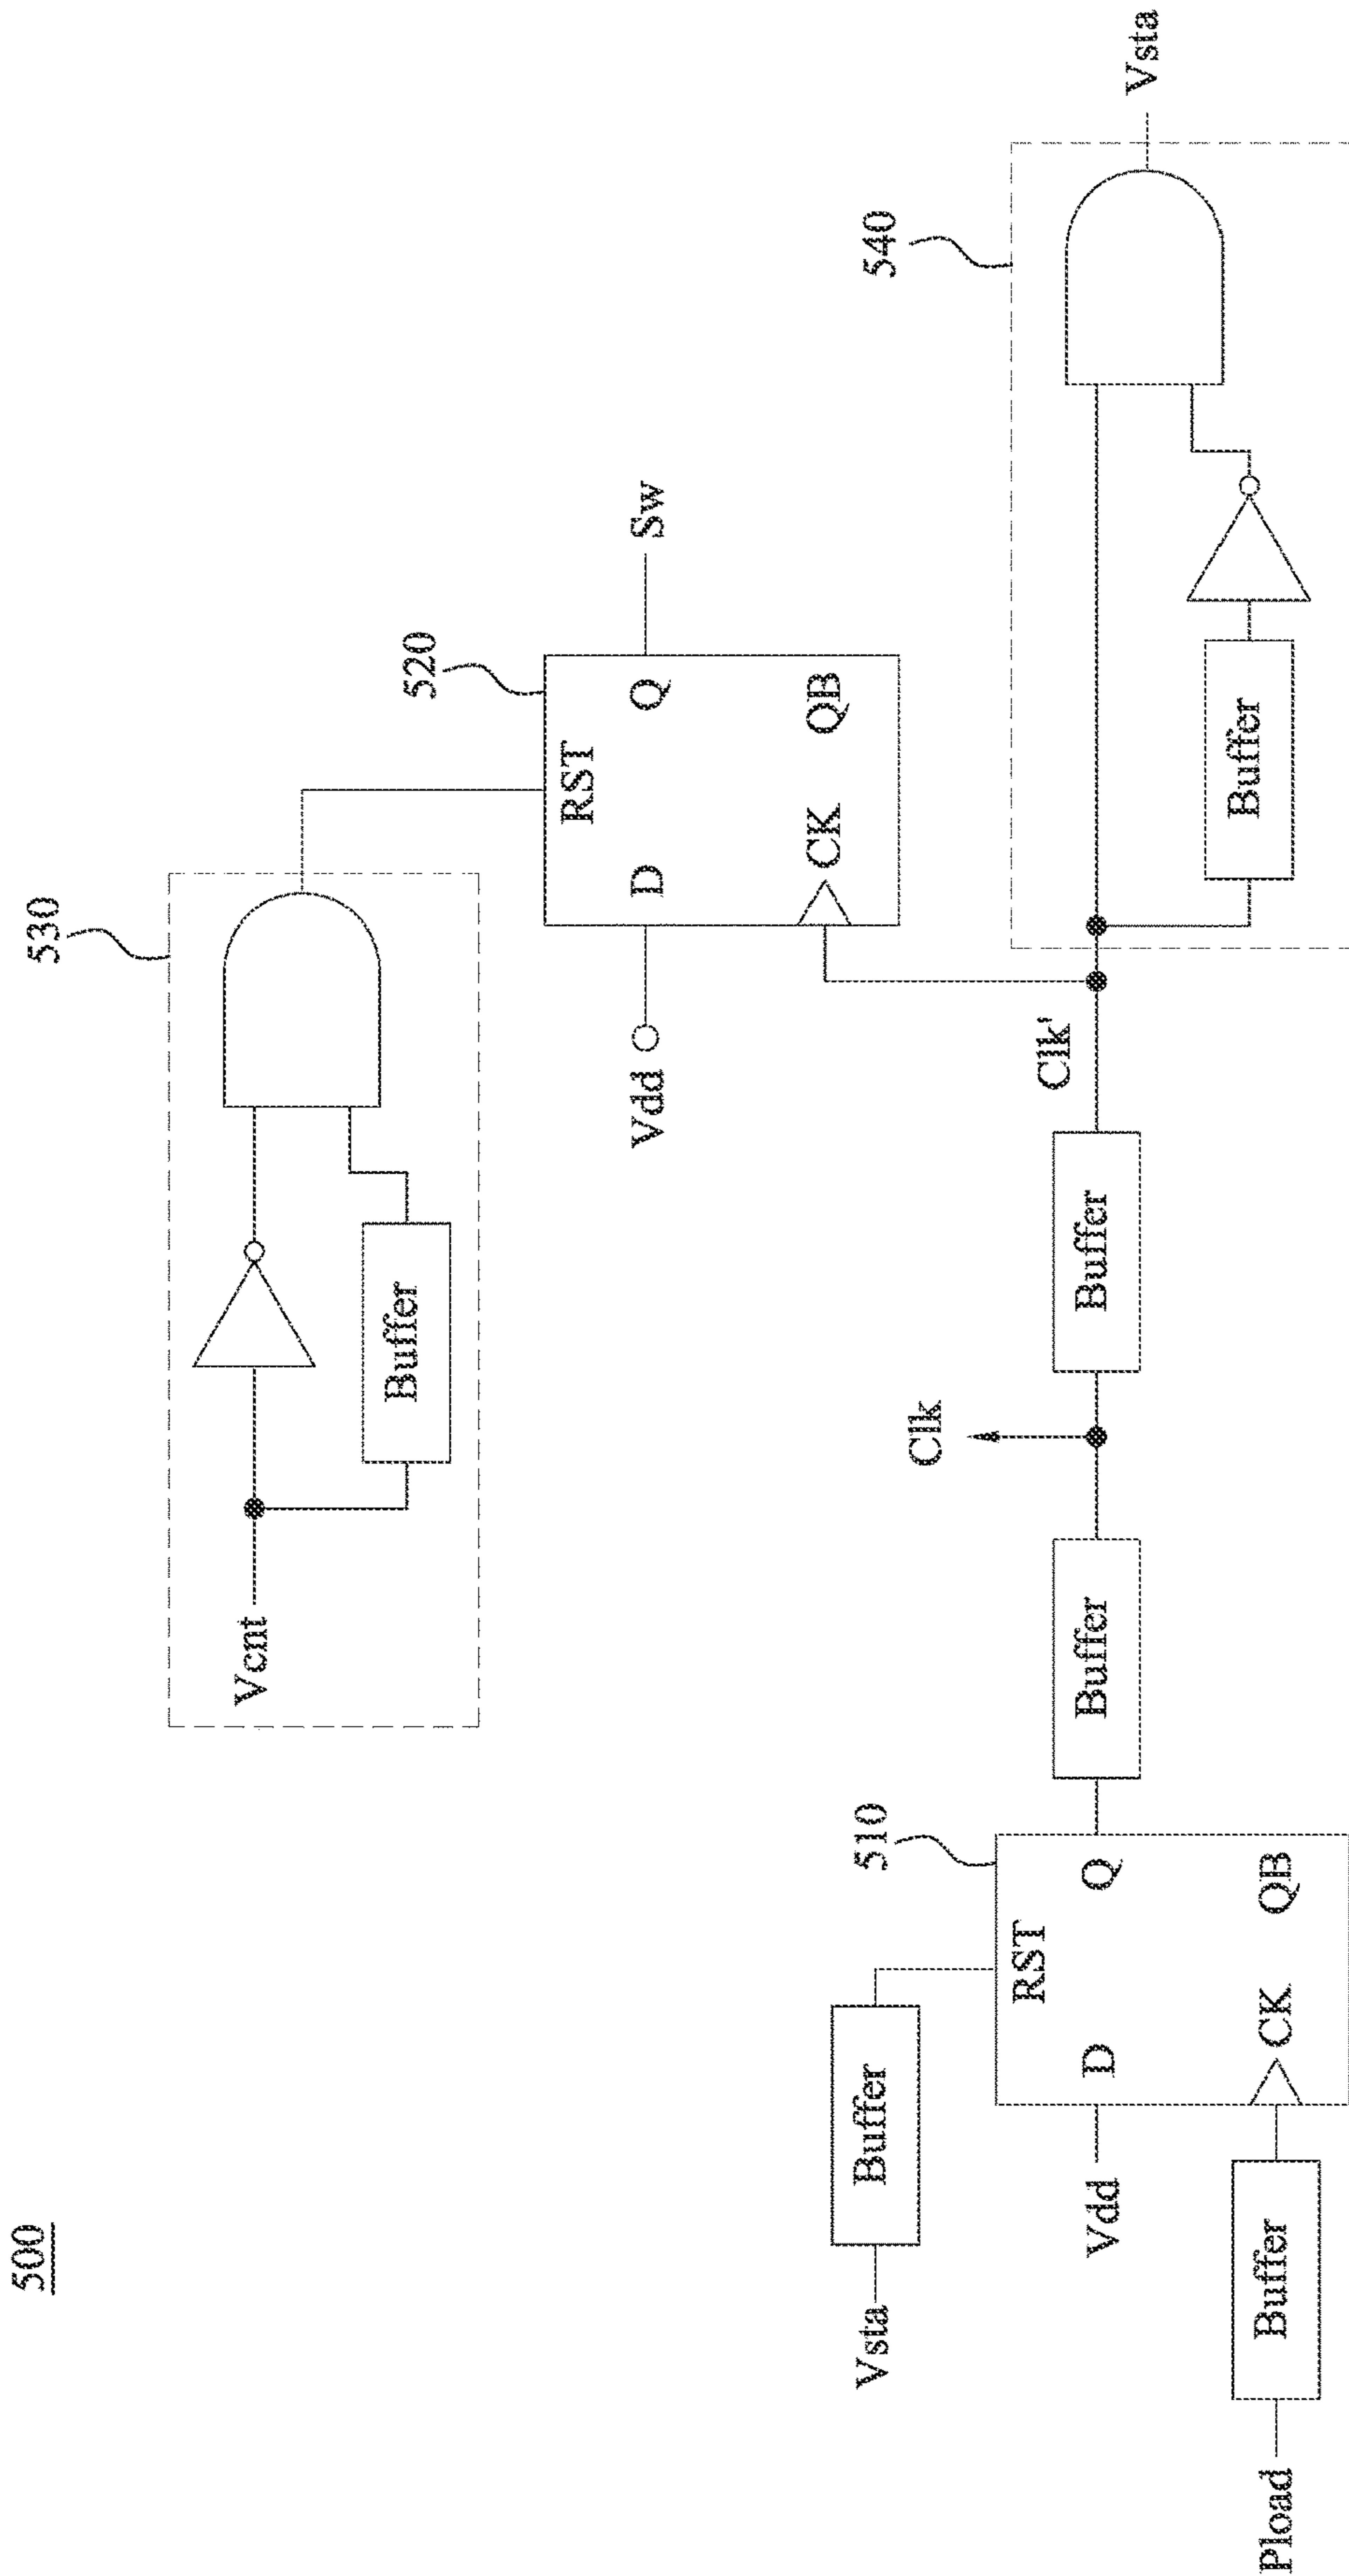 500
530
Vcnt
Buffer
520
RST
D
Q
CK
QB
Vdd
Sw
540
Vsta
Buffer
Clk'
Buffer
Clk
Buffer
510
RST
D
Q
CK
QB
Vsta
Buffer
Vdd
Pload
Buffer